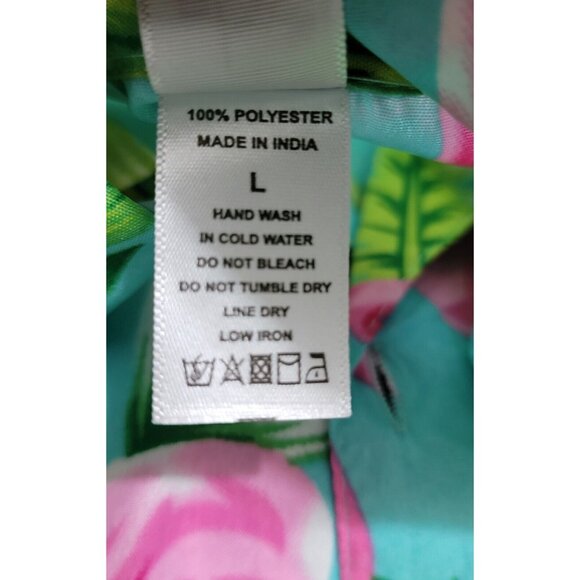 100% POLYESTER
MADE IN INDIA
L
HAND WASH
IN COLD WATER
DO NOT BLEACH
DO NOT TUMBLE DRY
LINE DRY
LOW IRON